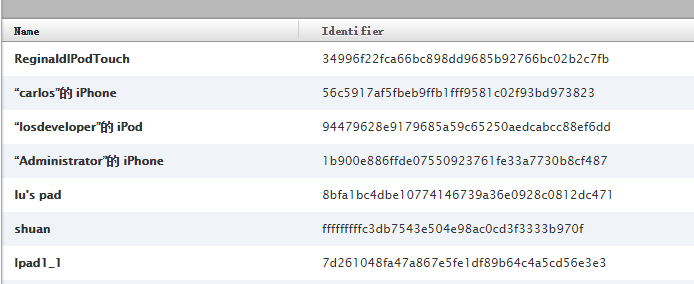 Name Identifier
ReginaldIPodTouch 34996f22fca66bc898dd9685b92766bc02b2c7fb
“carlos”的 iPhone 56c5917af5fbeb9ffb1fff9581c02f93bd973823
“losdeveloper”的 iPod 94479628e9179685a59c65250aedcabcc88ef6dd
“Administrator”的 iPhone 1b900e886ffde07550923761fe33a7730b8cf487
lu's pad 8bfa1bc4dbe10774146739a36e0928c0812dc471
shuan fffffffffc3db7543e504e98ac0cd3f3333b970f
Ipad1_1 7d261048fa47a867e5fe1df89b64c4a5cd56e3e3